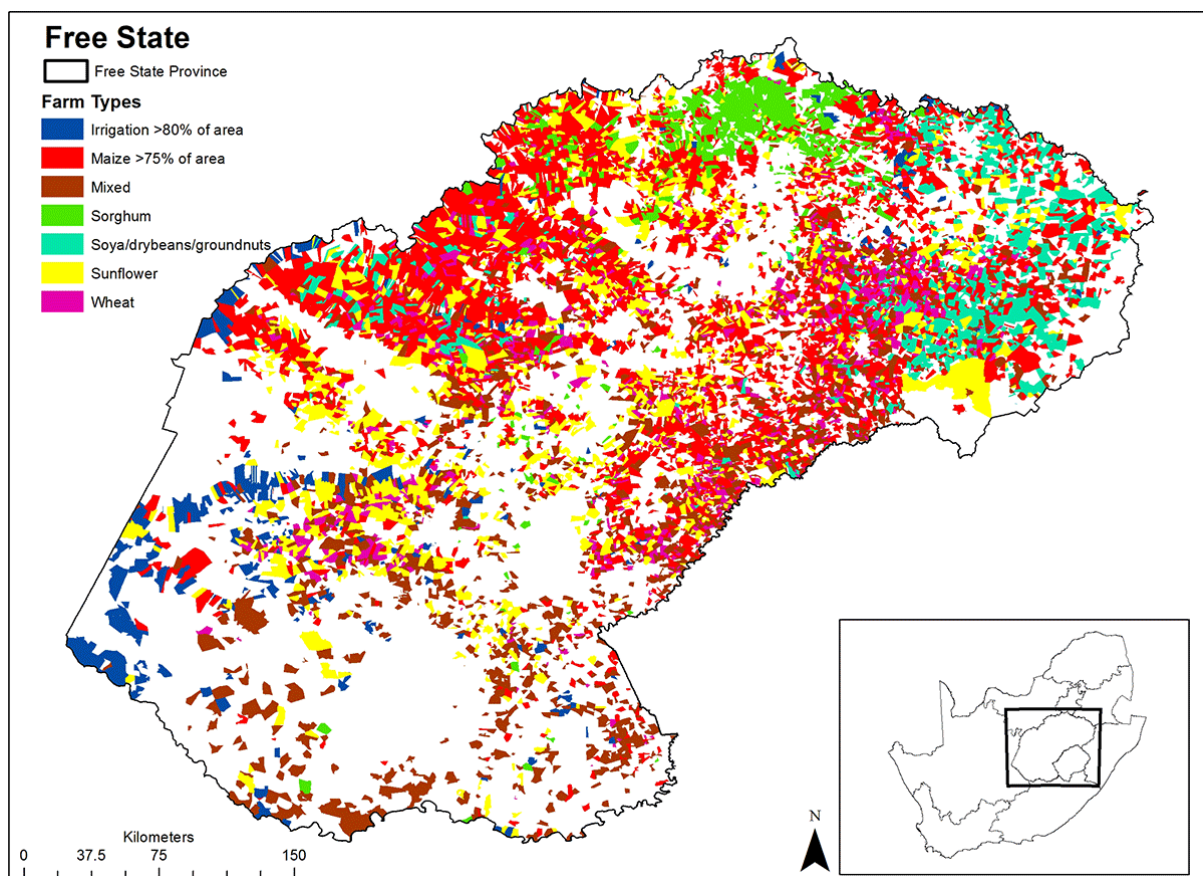 Free State
Free State Province
Farm Types
Irrigation >80% of area
Maize >75% of area
Mixed
Sorghum
Soya/drybeans/groundnuts
Sunflower
Wheat
Kilometers
0 37.5 75 150
N